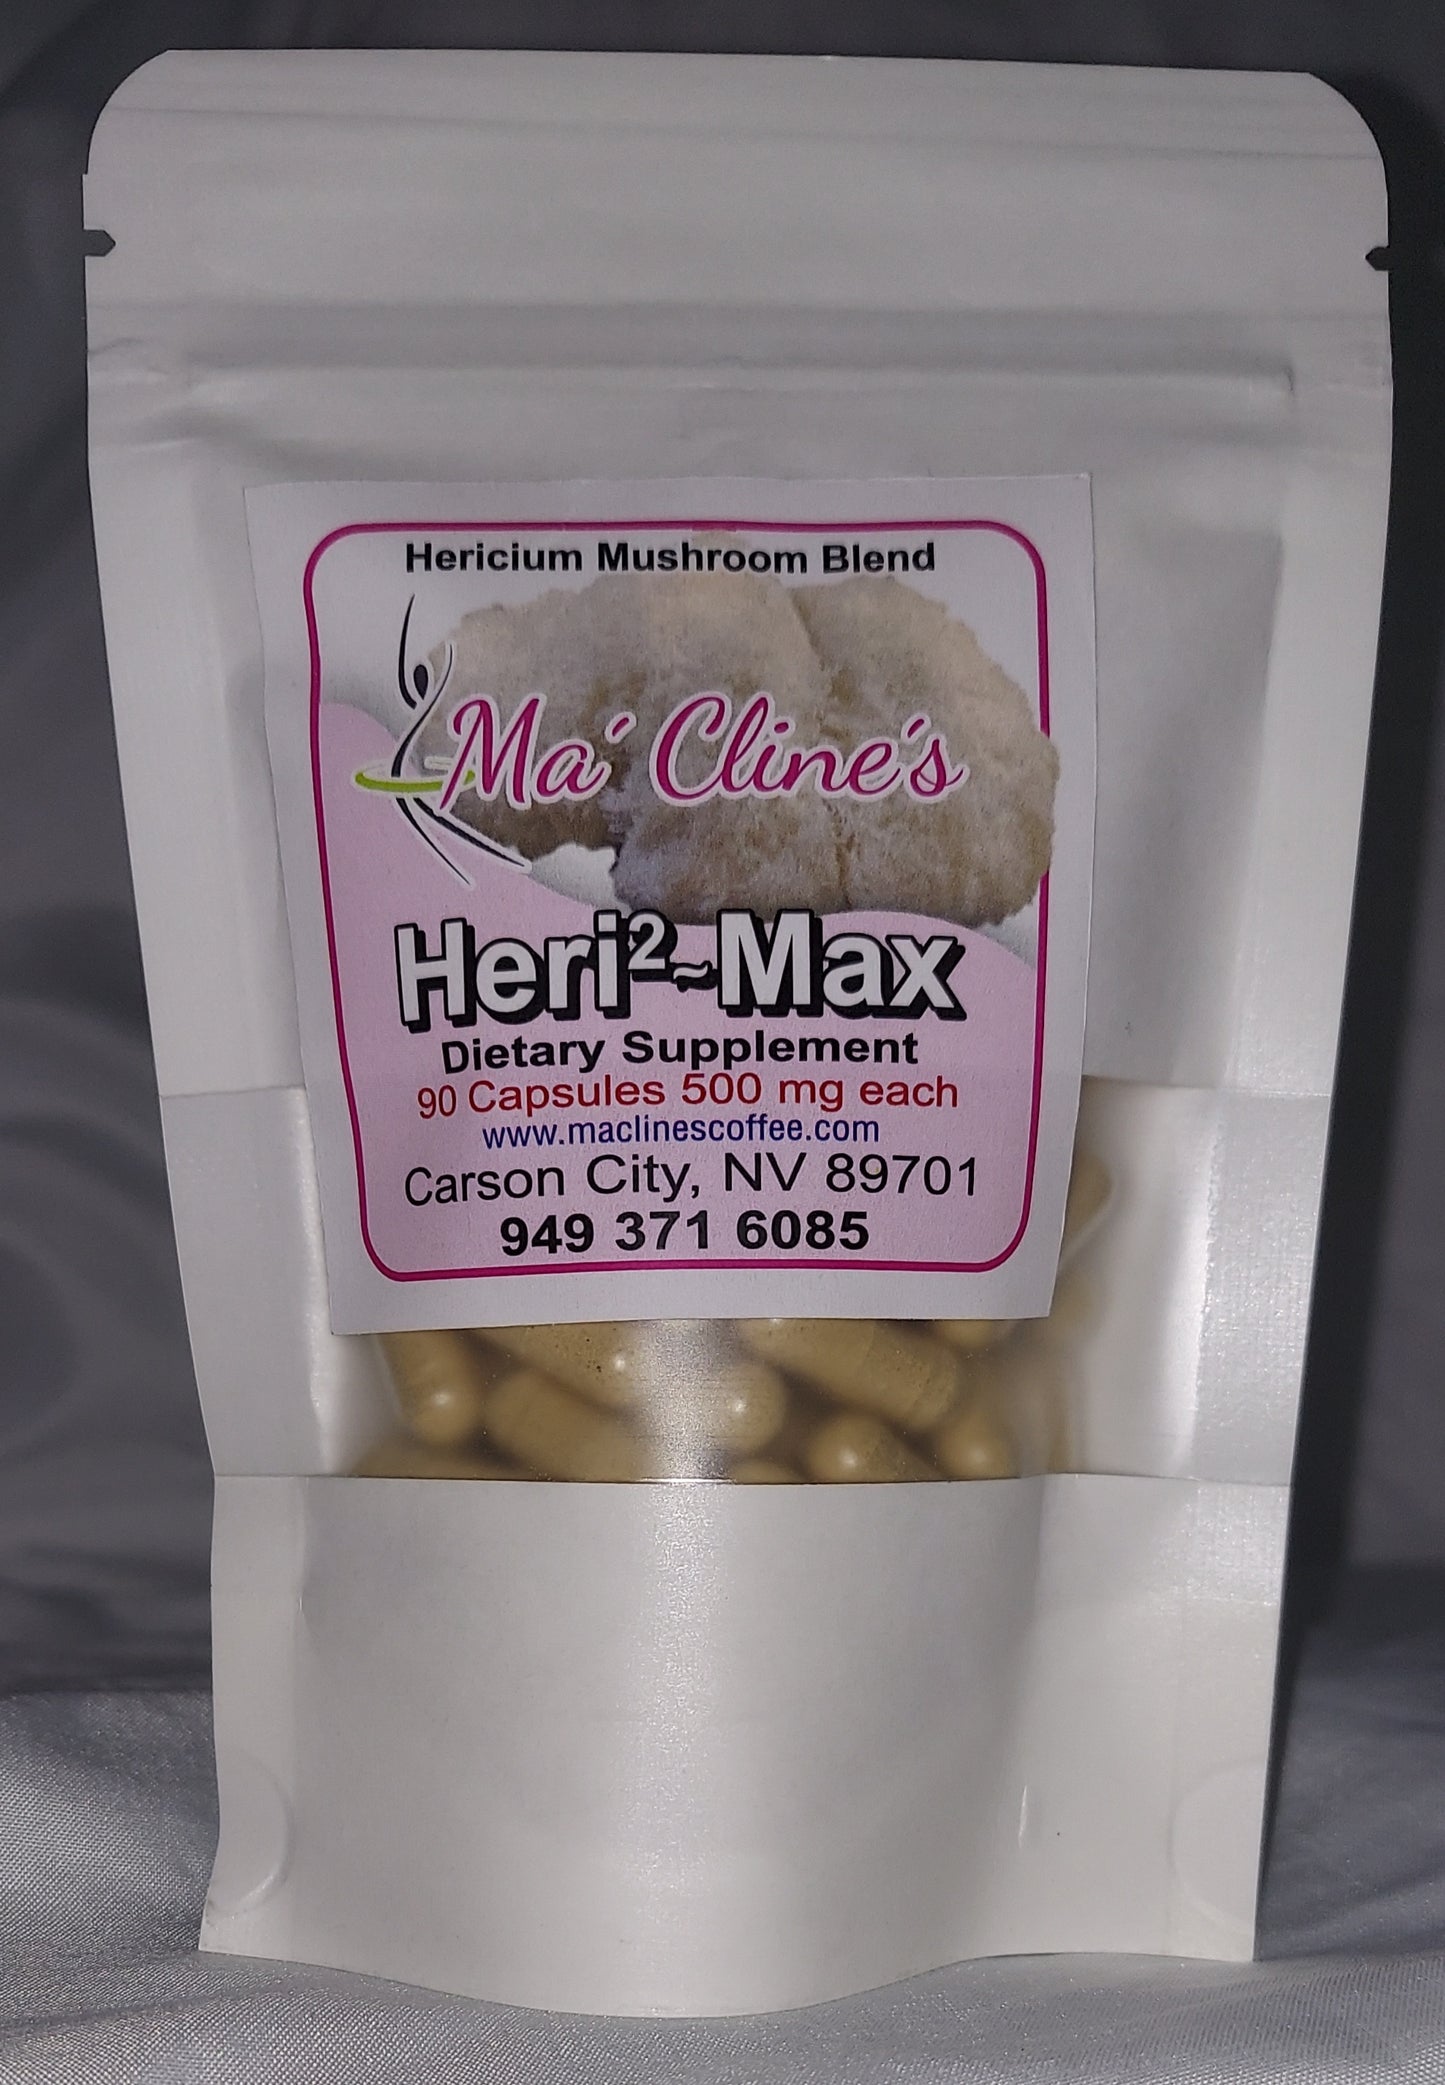 Hericium Mushroom Blend
Ma' Cline's
Heri²~Max
Dietary Supplement
90 Capsules 500 mg each
www.maclinescoffee.com
Carson City, NV 89701
949 371 6085